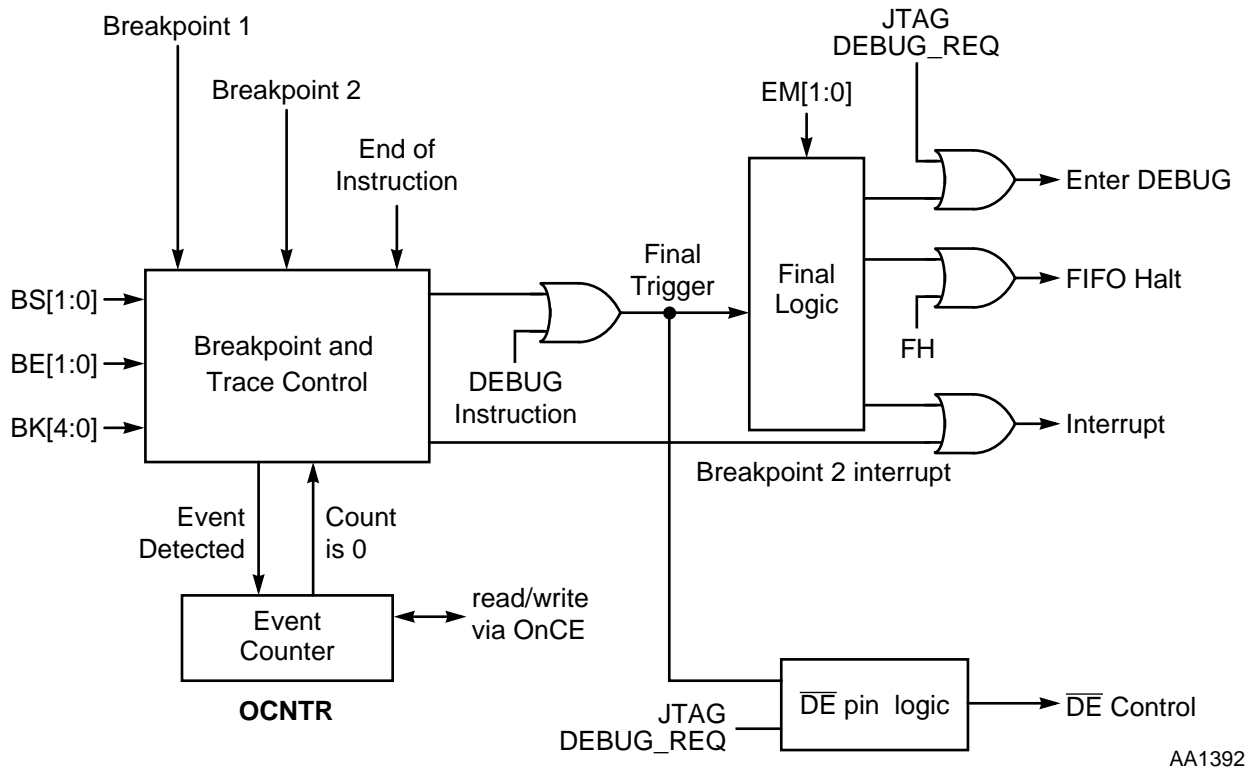 Breakpoint 1
JTAG
DEBUG_REQ
Breakpoint 2
EM[1:0]
End of
Instruction
Enter DEBUG
Final
Trigger
Final
Logic
FIFO Halt
BS[1:0]
FH
Breakpoint and
Trace Control
BE[1:0]
DEBUG
Instruction
BK[4:0]
Interrupt
Breakpoint 2 interrupt
Event
Detected
Count
is 0
read/write
via OnCE
Event
Counter
OCNTR
D̅E̅ pin logic
D̅E̅ Control
JTAG
DEBUG_REQ
AA1392